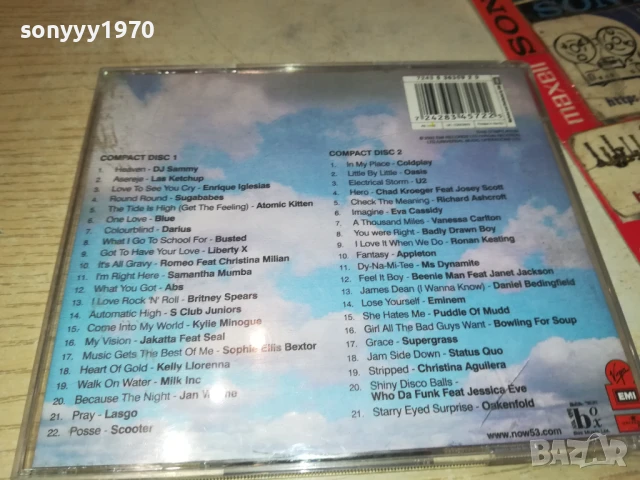 sonyyy1970
SON
maxell
http
7 24283 45722
COMPACT DISC 1
1. Heaven - DJ Sammy
2. Asereje - Las Ketchup
3. Love To See You Cry - Enrique Iglesias
4. Round Round - Sugababes
5. The Tide Is High (Get The Feeling) - Atomic Kitten
6. One Love - Blue
7. Colourblind - Darius
8. What I Go To School For - Busted
9. Got To Have Your Love - Liberty X
10. It's All Gravy - Romeo Feat Christina Milian
11. I'm Right Here - Samantha Mumba
12. What You Got - Abs
13. I Love Rock 'N' Roll - Britney Spears
14. Automatic High - S Club Juniors
15. Come Into My World - Kylie Minogue
16. My Vision - Jakatta Feat Seal
17. Music Gets The Best Of Me - Sophie Ellis Bextor
18. Heart Of Gold - Kelly Llorenna
19. Walk On Water - Milk Inc
20. Because The Night - Jan Wayne
21. Pray - Lasgo
22. Posse - Scooter
COMPACT DISC 2
1. In My Place - Coldplay
2. Little By Little - Oasis
3. Electrical Storm - U2
4. Hero - Chad Kroeger Feat Josey Scott
5. Check The Meaning - Richard Ashcroft
6. Imagine - Eva Cassidy
7. A Thousand Miles - Vanessa Carlton
8. You were Right - Badly Drawn Boy
9. I Love It When We Do - Ronan Keating
10. Fantasy - Appleton
11. Dy-Na-Mi-Tee - Ms Dynamite
12. Feel It Boy - Beenie Man Feat Janet Jackson
13. James Dean (I Wanna Know) - Daniel Bedingfield
14. Lose Yourself - Eminem
15. She Hates Me - Puddle Of Mudd
16. Girl All The Bad Guys Want - Bowling For Soup
17. Grace - Supergrass
18. Jam Side Down - Status Quo
19. Stripped - Christina Aguilera
20. Shiny Disco Balls -
Who Da Funk Feat Jessica Eve
21. Starry Eyed Surprise - Oakenfold
Virgin
EMI
box
www.now53.com
BAZAR.BG